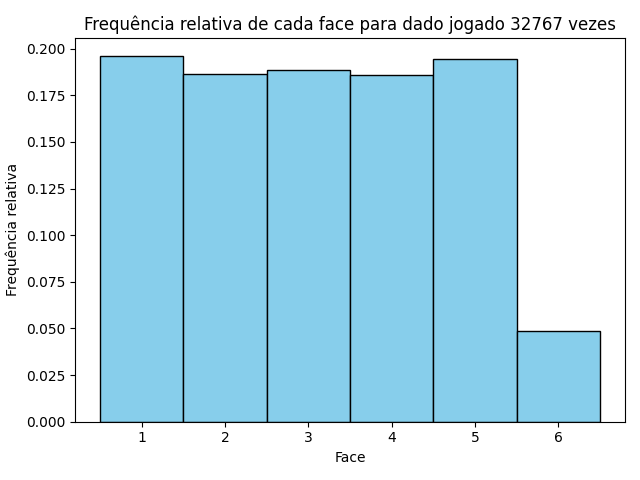 Frequência relativa de cada face para dado jogado 32767 vezes
0.200
0.175
0.150
0.125
0.100
0.075
0.050
0.025
0.000
Frequência relativa
1 2 3 4 5 6
Face